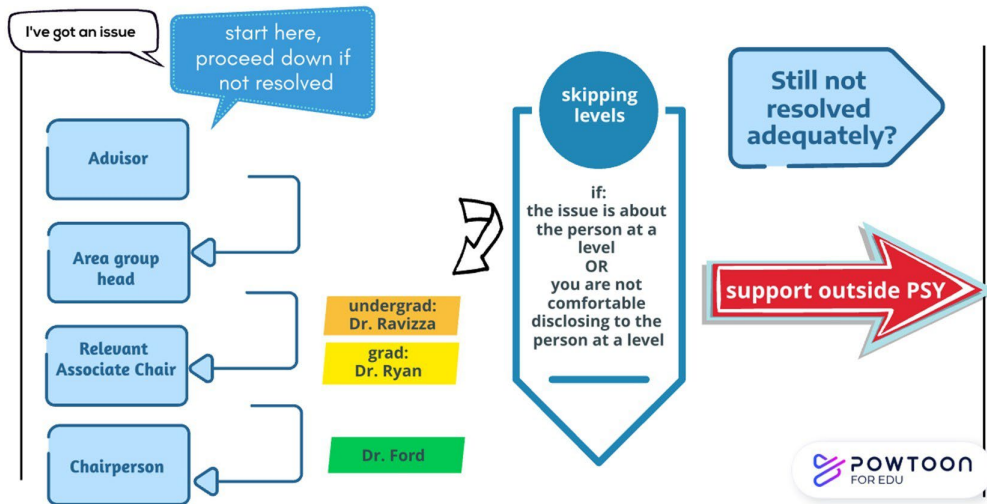 I've got an issue
start here,
proceed down if
not resolved
Advisor
Area group
head
Relevant
Associate Chair
Chairperson
undergrad:
Dr. Ravizza
grad:
Dr. Ryan
Dr. Ford
skipping
levels
if:
the issue is about
the person at a
level
OR
you are not
comfortable
disclosing to the
person at a level
Still not
resolved
adequately?
support outside PSY
POWTOON
FOR EDU